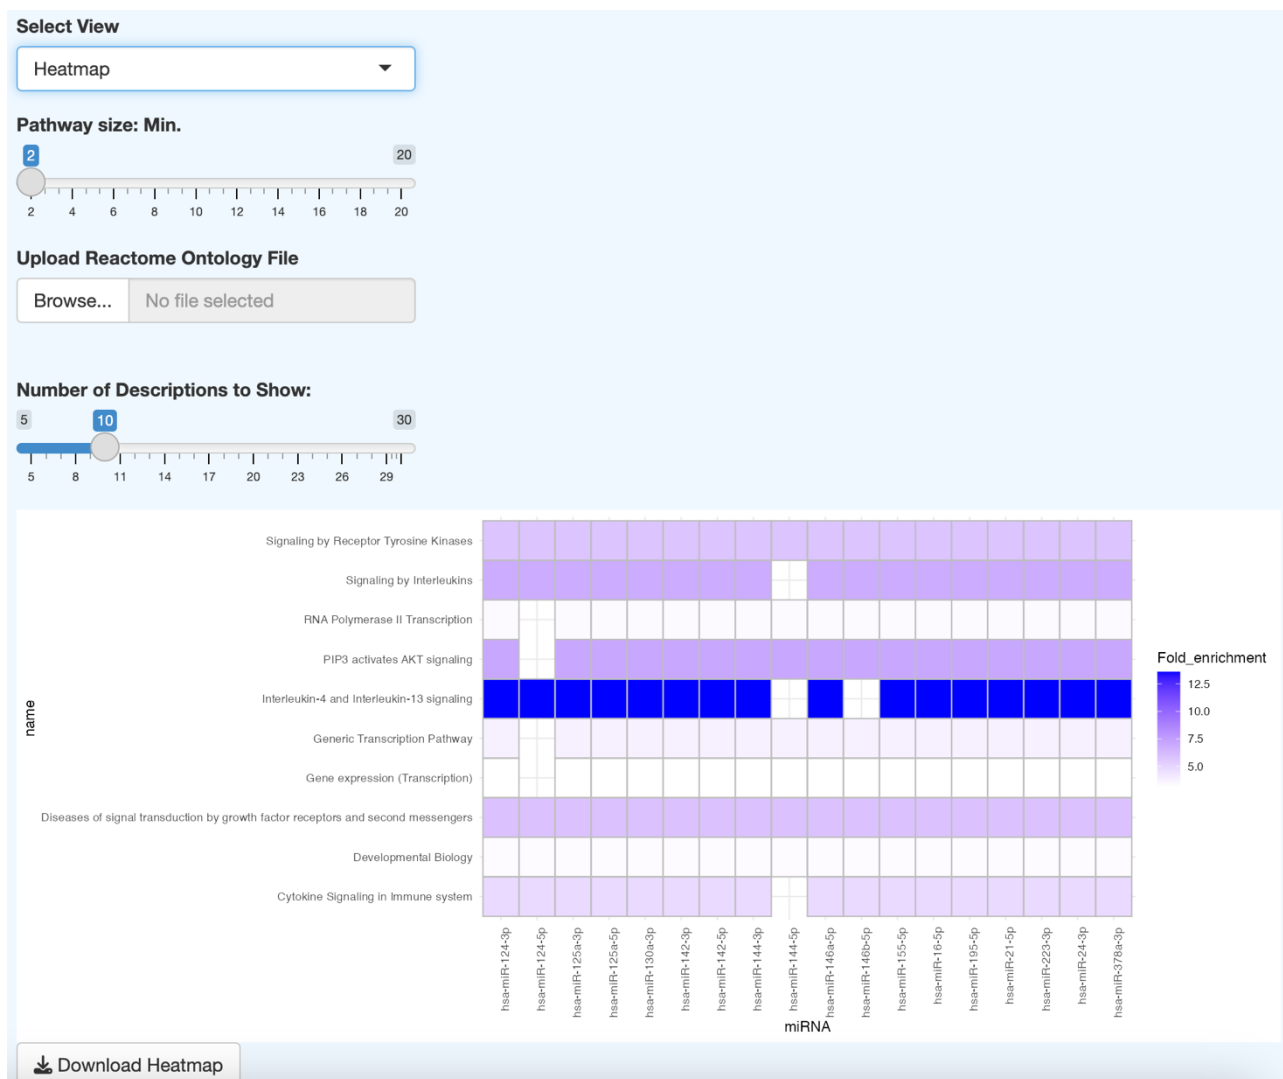 Select View
Heatmap
Pathway size: Min.
2 20
2 4 6 8 10 12 14 16 18 20
Upload Reactome Ontology File
Browse... No file selected
Number of Descriptions to Show:
5 10 30
5 8 11 14 17 20 23 26 29
name
Signaling by Receptor Tyrosine Kinases
Signaling by Interleukins
RNA Polymerase II Transcription
PIP3 activates AKT signaling
Interleukin-4 and Interleukin-13 signaling
Generic Transcription Pathway
Gene expression (Transcription)
Diseases of signal transduction by growth factor receptors and second messengers
Developmental Biology
Cytokine Signaling in Immune system
Fold_enrichment
12.5
10.0
7.5
5.0
hsa-miR-124-3p
hsa-miR-124-5p
hsa-miR-125a-3p
hsa-miR-125a-5p
hsa-miR-130a-3p
hsa-miR-142-3p
hsa-miR-142-5p
hsa-miR-144-3p
hsa-miR-144-5p
hsa-miR-146a-5p
hsa-miR-146b-5p
hsa-miR-155-5p
hsa-miR-16-5p
hsa-miR-195-5p
hsa-miR-21-5p
hsa-miR-223-3p
hsa-miR-24-3p
hsa-miR-378a-3p
miRNA
Download Heatmap